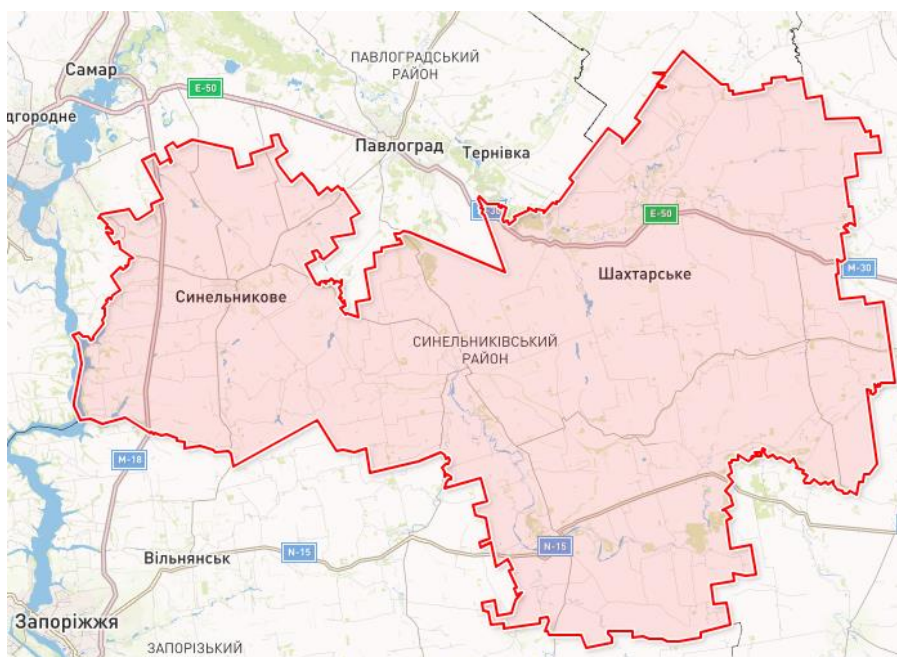 ПАВЛОГРАДСЬКИЙ
РАЙОН
Самар
E-50
дгородне
Павлоград
Тернівка
E-50
Шахтарське
M-30
Синельникове
СИНЕЛЬНИКІВСЬКИЙ
РАЙОН
M-18
Вільнянськ
N-15
N-15
Запоріжжя
ЗАПОРІЗЬКИЙ